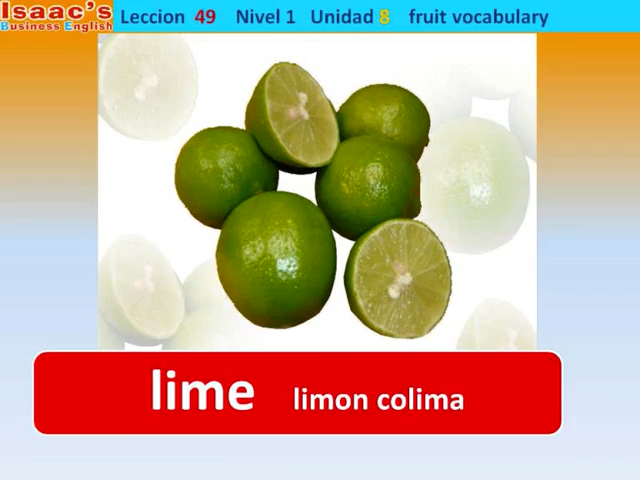 Isaac's
Business English
Leccion 49 Nivel 1 Unidad 8 fruit vocabulary
lime limon colima